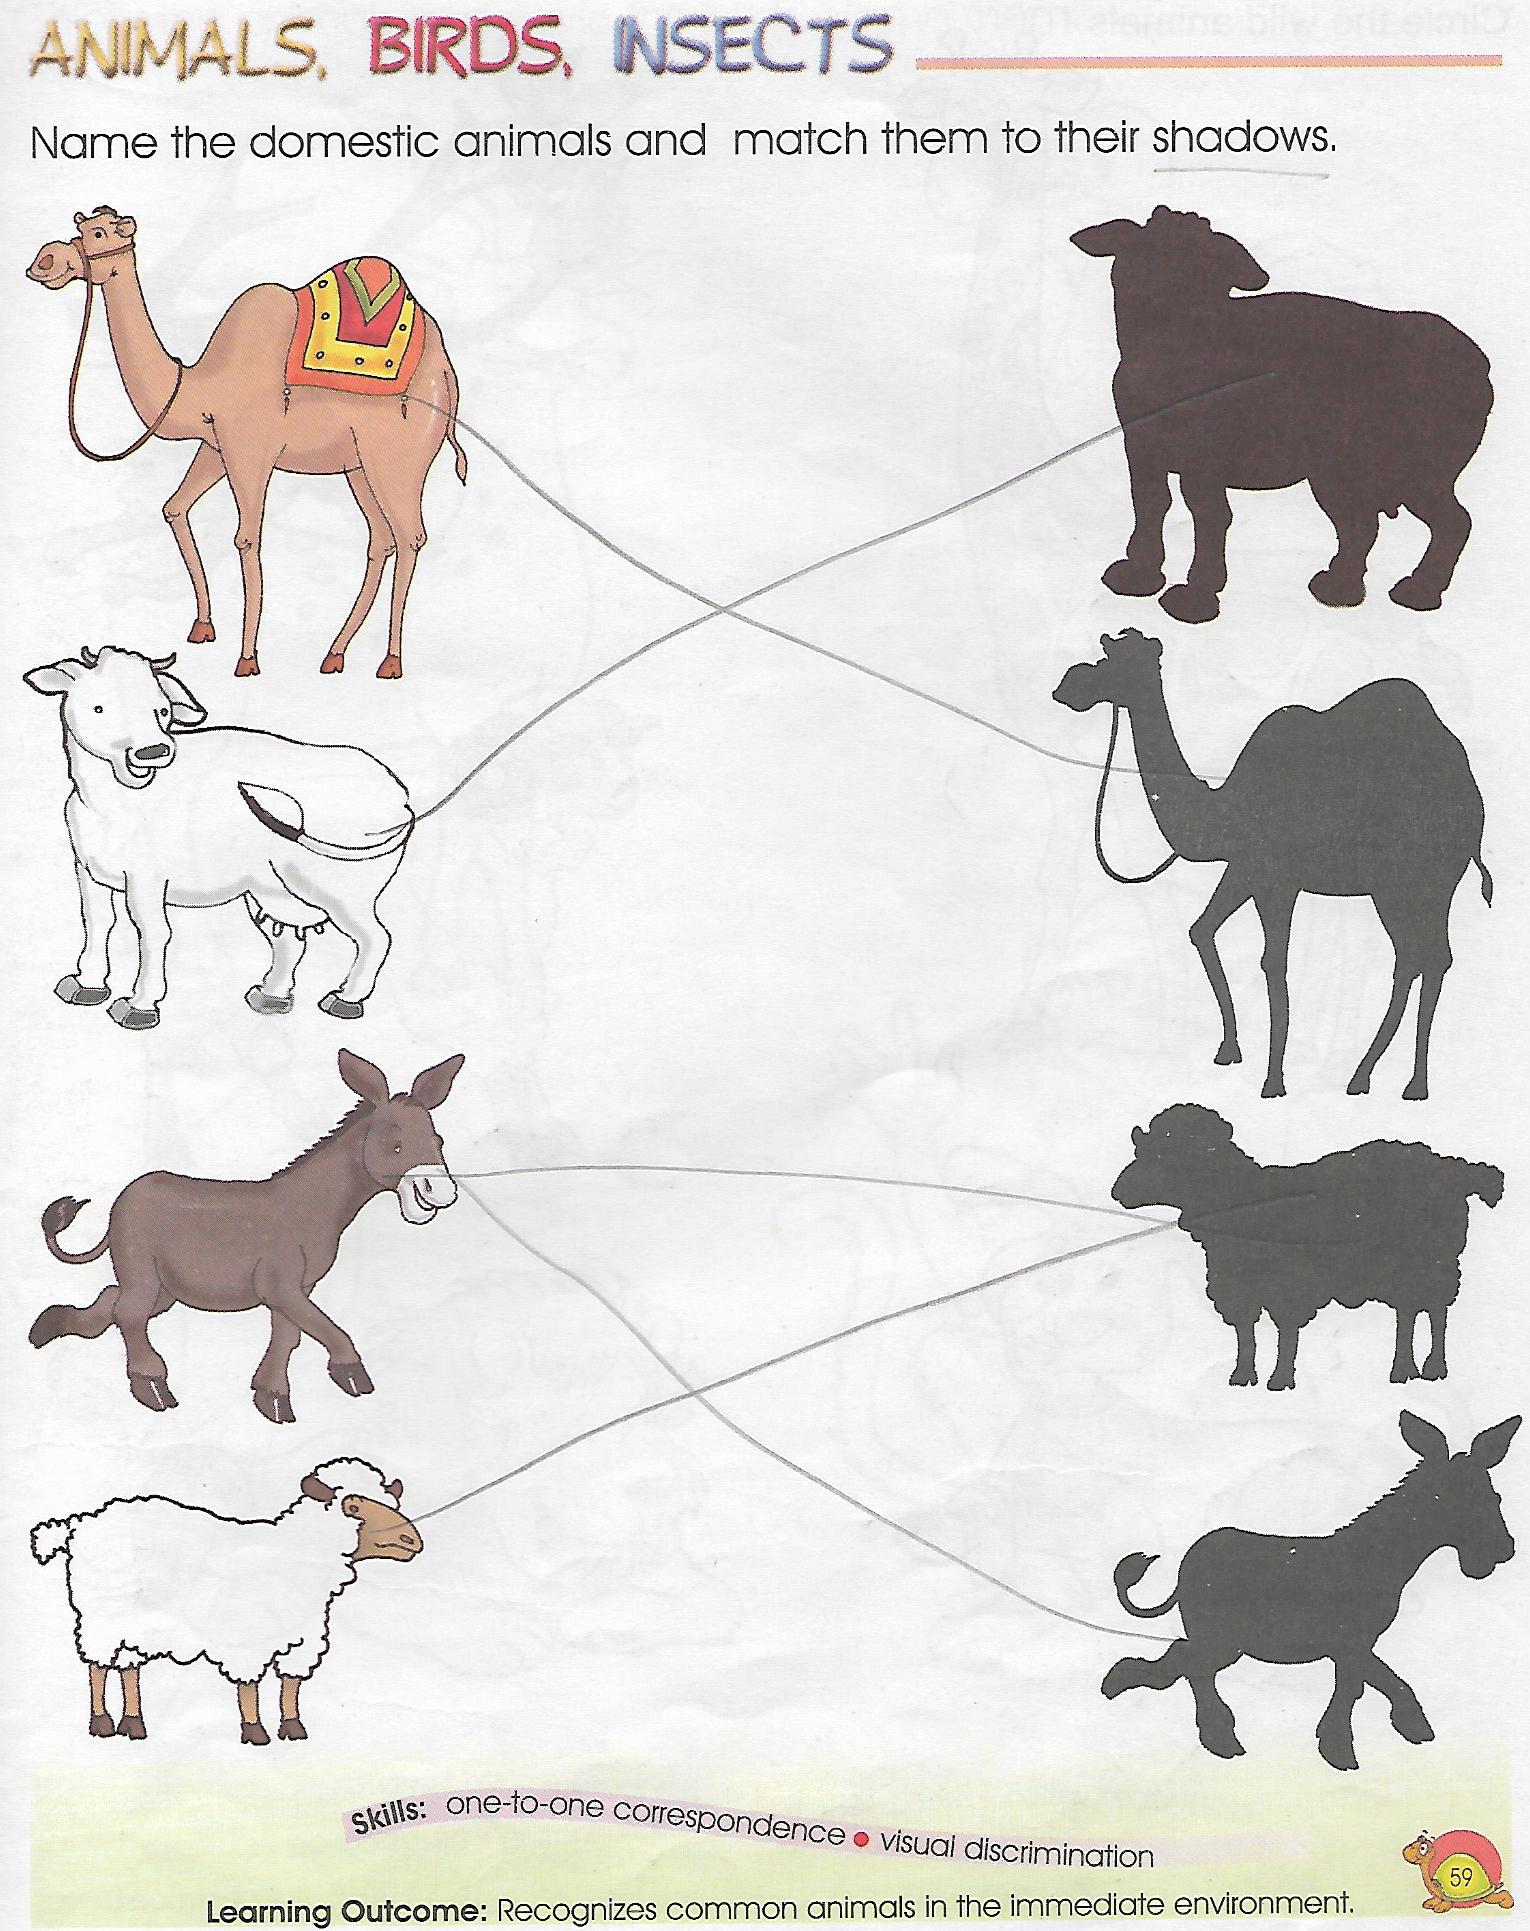 ANIMALS, BIRDS, INSECTS
Name the domestic animals and match them to their shadows.
Skills: one-to-one correspondence • visual discrimination
59
Learning Outcome: Recognizes common animals in the immediate environment.